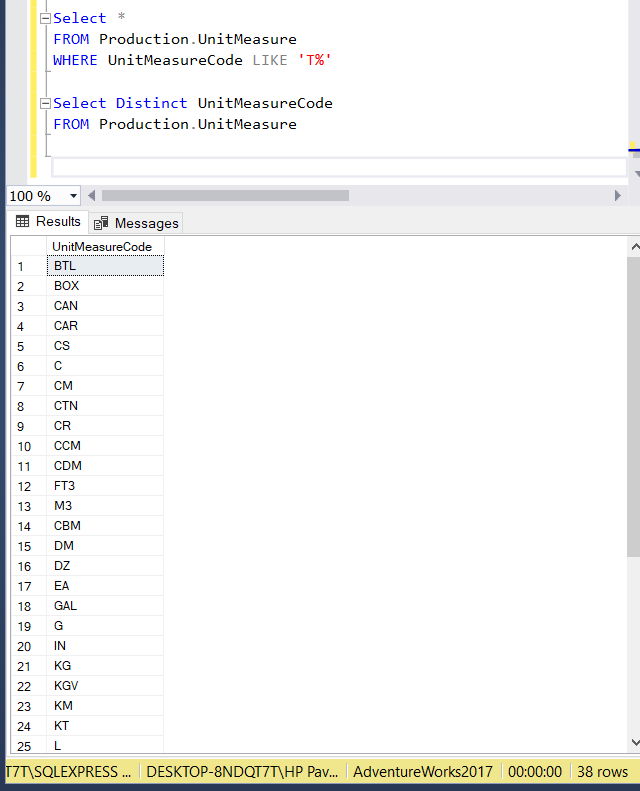 Select *
FROM Production.UnitMeasure
WHERE UnitMeasureCode LIKE 'T%'
Select Distinct UnitMeasureCode
FROM Production.UnitMeasure
100 %
Results Messages
UnitMeasureCode
1 BTL
2 BOX
3 CAN
4 CAR
5 CS
6 C
7 CM
8 CTN
9 CR
10 CCM
11 CDM
12 FT3
13 M3
14 CBM
15 DM
16 DZ
17 EA
18 GAL
19 G
20 IN
21 KG
22 KGV
23 KM
24 KT
25 L
T7T\SQLEXPRESS ... DESKTOP-8NDQT7T\HP Pav... AdventureWorks2017 00:00:00 38 rows